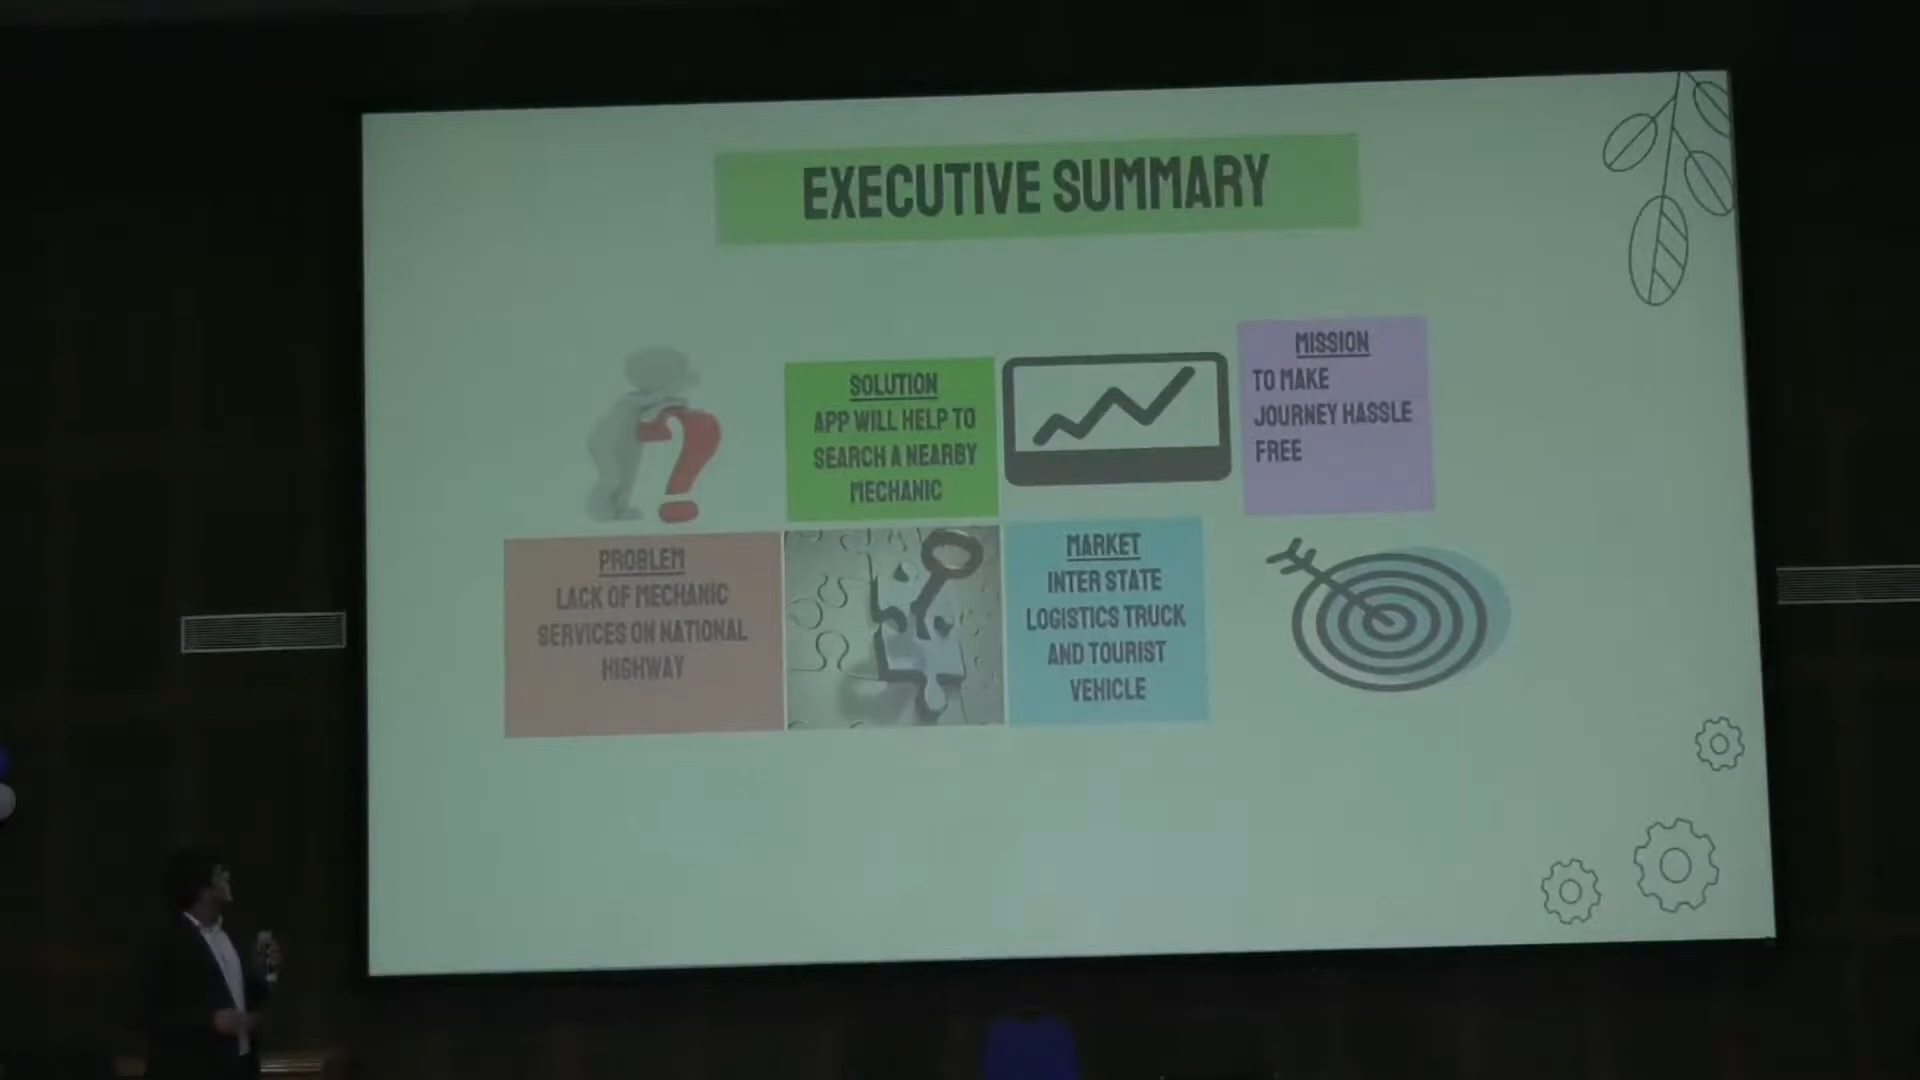 EXECUTIVE SUMMARY
PROBLEM
LACK OF MECHANIC
SERVICES ON NATIONAL
HIGHWAY
SOLUTION
APP WILL HELP TO
SEARCH A NEARBY
MECHANIC
MARKET
INTER STATE
LOGISTICS TRUCK
AND TOURIST
VEHICLE
MISSION
TO MAKE
JOURNEY HASSLE
FREE